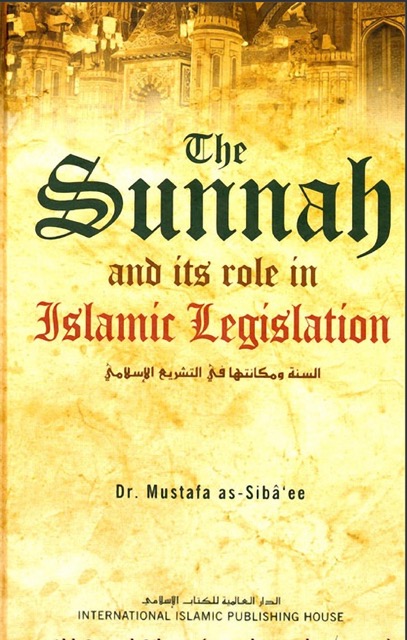 The
Sunnah
and its role in
Islamic Legislation
السنة ومكانتها في التشريع الإسلامي
Dr. Mustafa as-Sibâ'ee
الدار العالمية للكتاب الإسلامي
INTERNATIONAL ISLAMIC PUBLISHING HOUSE